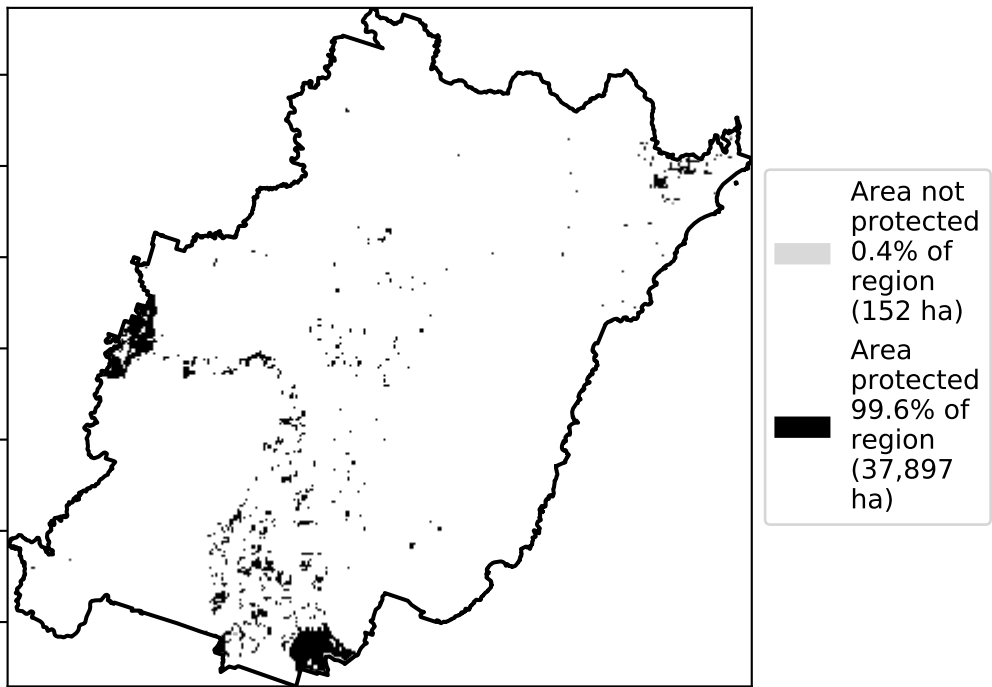 Area not
protected
0.4% of
region
(152 ha)
Area
protected
99.6% of
region
(37,897
ha)